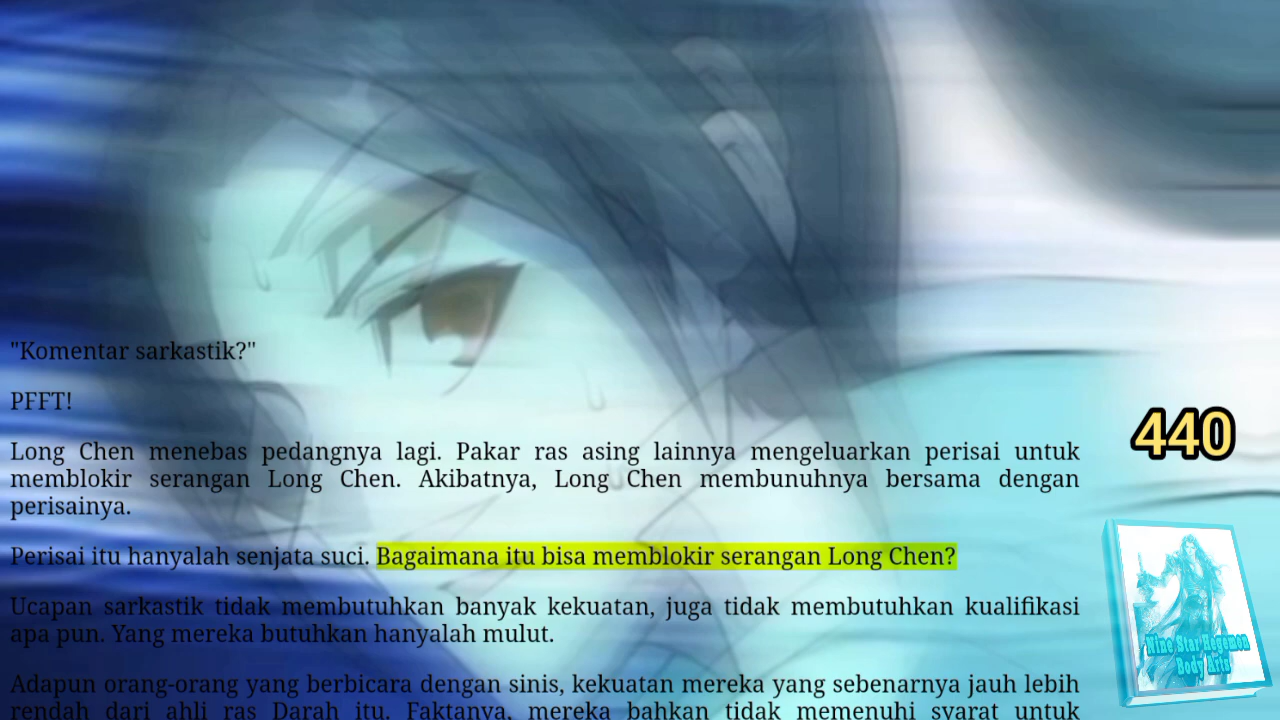 "Komentar sarkastik?"
PFFT!
Long Chen menebas pedangnya lagi. Pakar ras asing lainnya mengeluarkan perisai untuk
memblokir serangan Long Chen. Akibatnya, Long Chen membunuhnya bersama dengan
perisainya.
Perisai itu hanyalah senjata suci. Bagaimana itu bisa memblokir serangan Long Chen?
Ucapan sarkastik tidak membutuhkan banyak kekuatan, juga tidak membutuhkan kualifikasi
apa pun. Yang mereka butuhkan hanyalah mulut.
Adapun orang-orang yang berbicara dengan sinis, kekuatan mereka yang sebenarnya jauh lebih
rendah dari ahli ras Darah itu. Faktanya, mereka bahkan tidak memenuhi syarat untuk
440
Nine Star Hegemon
Body Arts